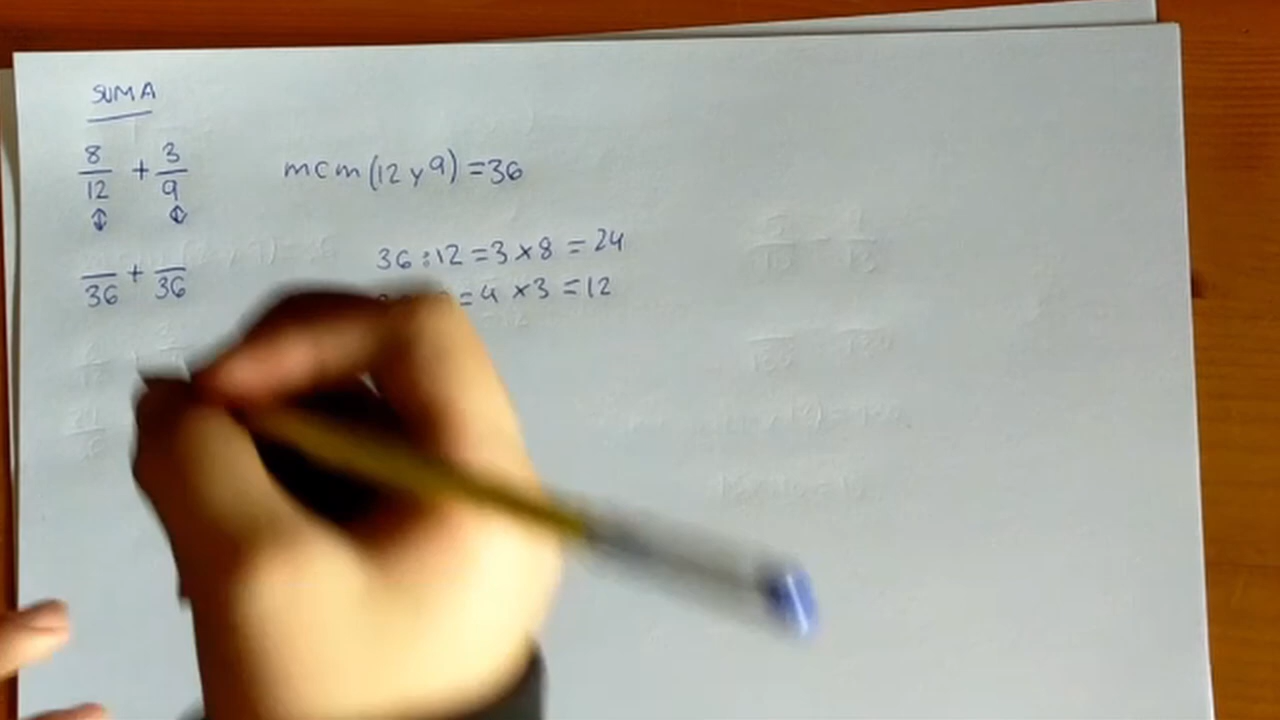 SUMA
8/12 + 3/9 mcm (12 y 9) = 36
36 : 12 = 3 x 8 = 24
/36 + /36 = 4 x 3 = 12